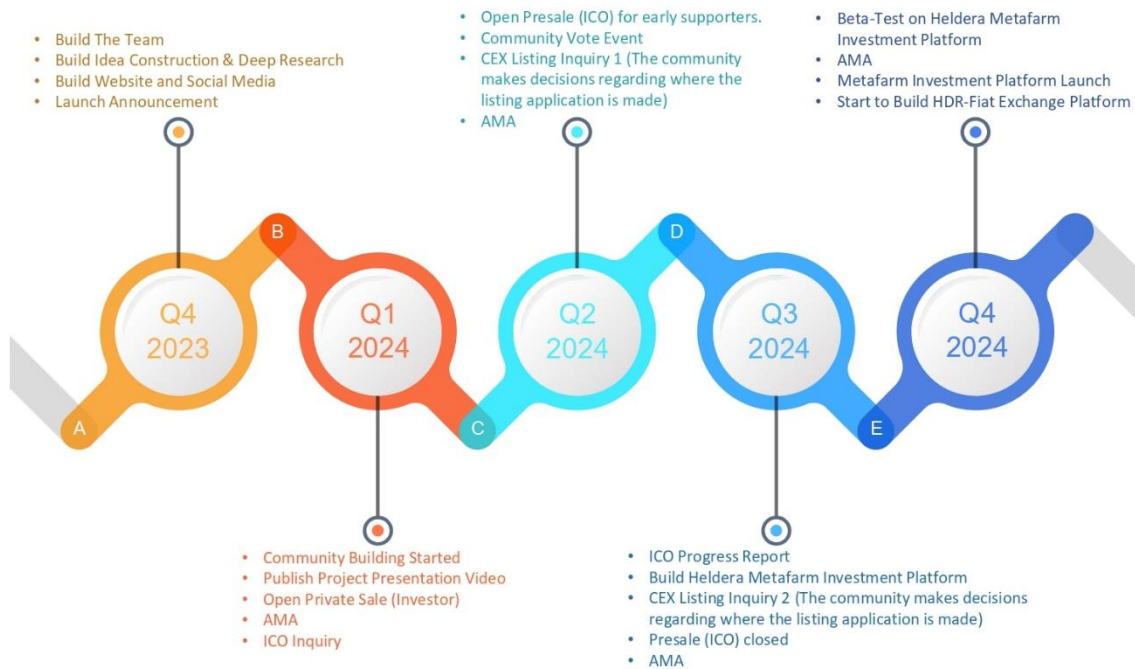 • Build The Team
• Build Idea Construction & Deep Research
• Build Website and Social Media
• Launch Announcement
• Open Presale (ICO) for early supporters.
• Community Vote Event
• CEX Listing Inquiry 1 (The community
makes decisions regarding where the
listing application is made)
• AMA
• Beta-Test on Heldera Metafarm
Investment Platform
• AMA
• Metafarm Investment Platform Launch
• Start to Build HDR-Fiat Exchange Platform
A
Q4
2023
B
Q1
2024
C
Q2
2024
D
Q3
2024
E
Q4
2024
• Community Building Started
• Publish Project Presentation Video
• Open Private Sale (Investor)
• AMA
• ICO Inquiry
• ICO Progress Report
• Build Heldera Metafarm Investment Platform
• CEX Listing Inquiry 2 (The community makes decisions
regarding where the listing application is made)
• Presale (ICO) closed
• AMA